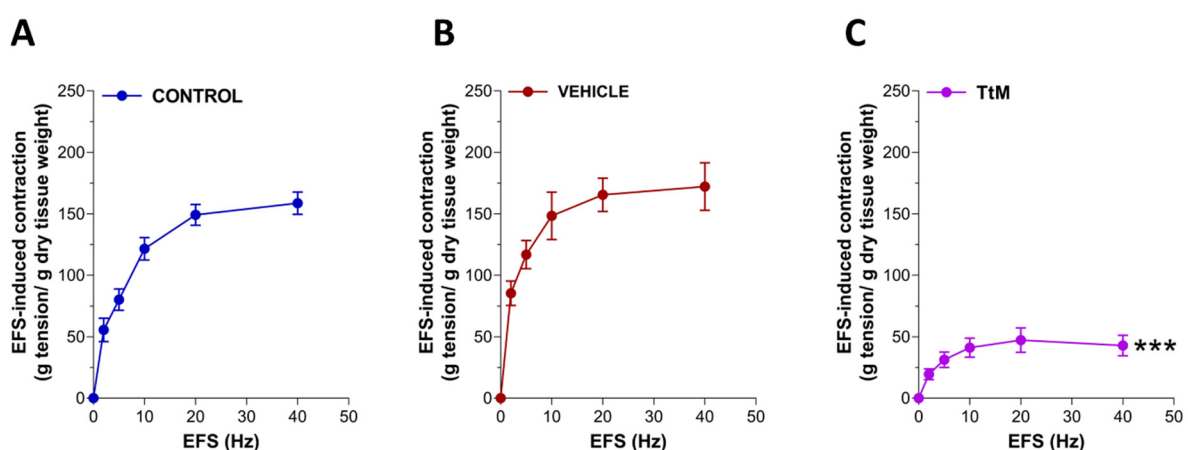 A
CONTROL
EFS-induced contraction
(g tension/ g dry tissue weight)
250
200
150
100
50
0
0 10 20 30 40 50
EFS (Hz)
B
VEHICLE
EFS-induced contraction
(g tension/ g dry tissue weight)
250
200
150
100
50
0
0 10 20 30 40 50
EFS (Hz)
C
TtM
EFS-induced contraction
(g tension/ g dry tissue weight)
250
200
150
100
50
0
***
0 10 20 30 40 50
EFS (Hz)